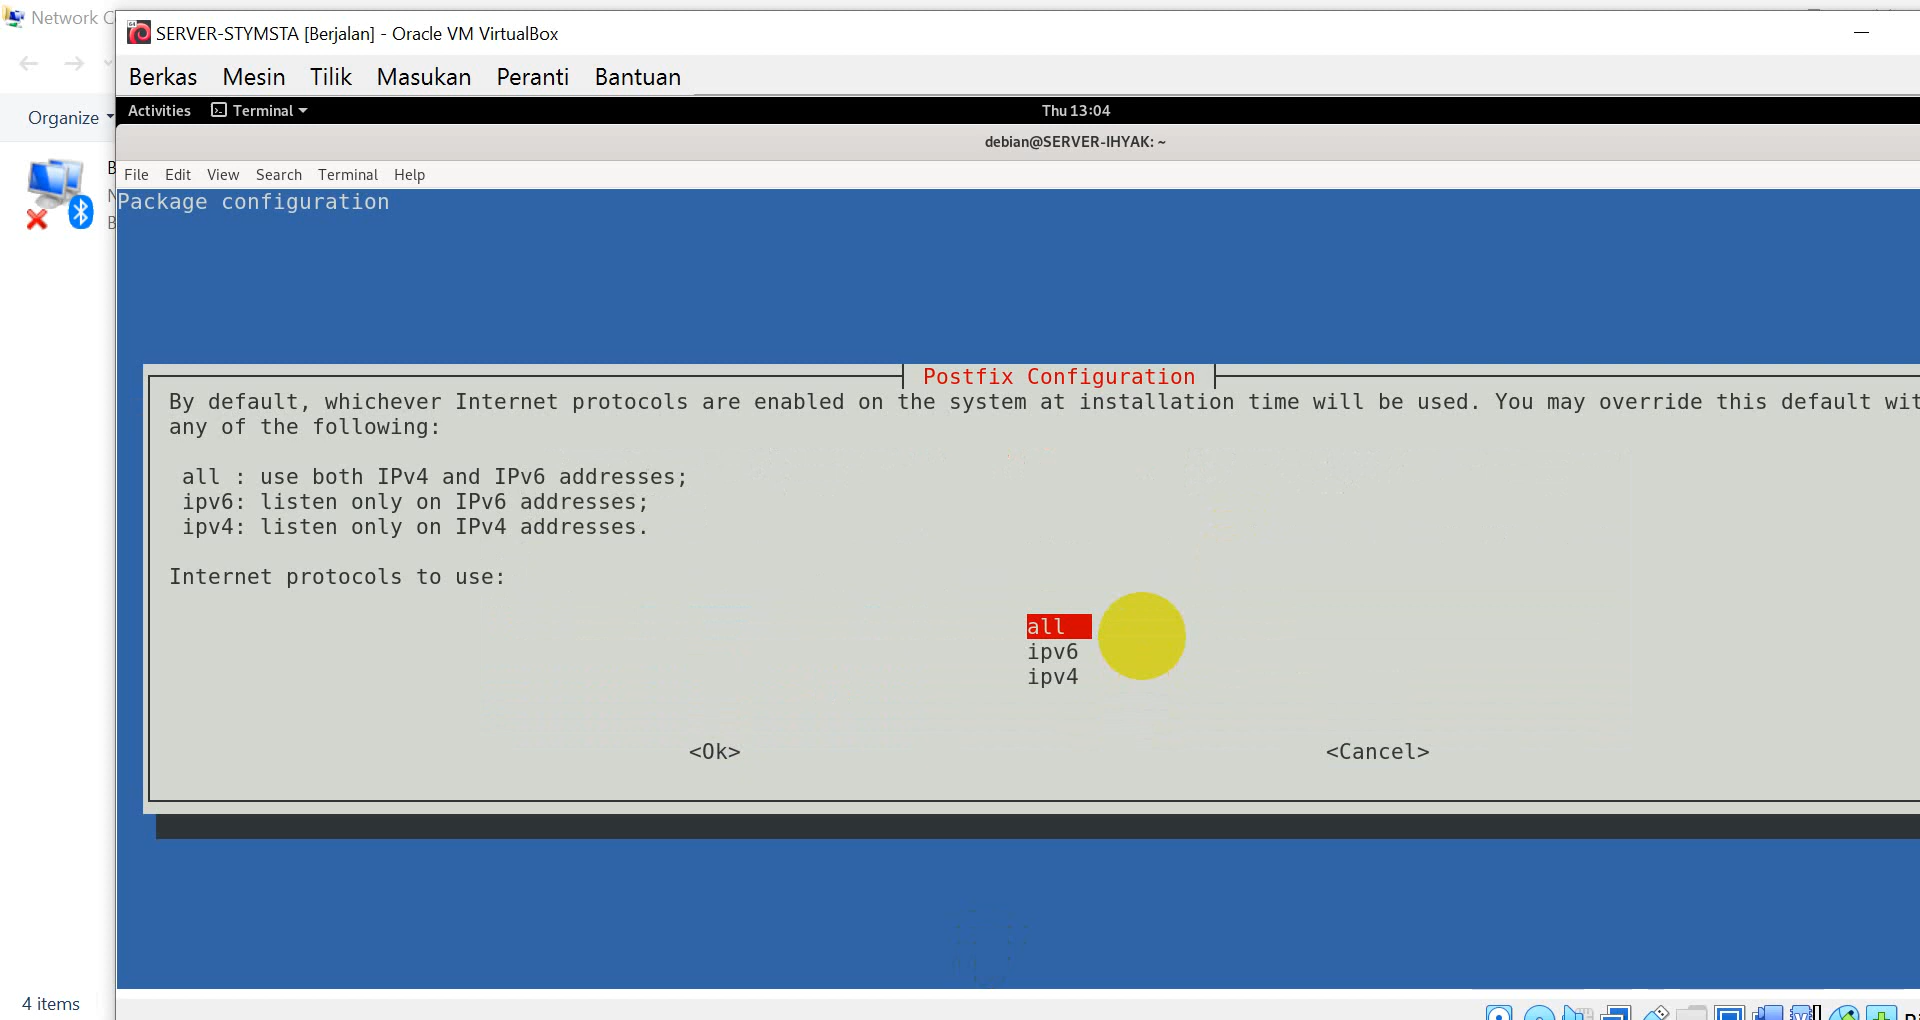 Network C
SERVER-STYMSTA [Berjalan] - Oracle VM VirtualBox
Berkas Mesin Tilik Masukan Peranti Bantuan
Organize
Activities Terminal Thu 13:04
debian@SERVER-IHYAK: ~
File Edit View Search Terminal Help
Package configuration
Postfix Configuration
By default, whichever Internet protocols are enabled on the system at installation time will be used. You may override this default wit
any of the following:
all : use both IPv4 and IPv6 addresses;
ipv6: listen only on IPv6 addresses;
ipv4: listen only on IPv4 addresses.
Internet protocols to use:
all
ipv6
ipv4
<Ok> <Cancel>
4 items